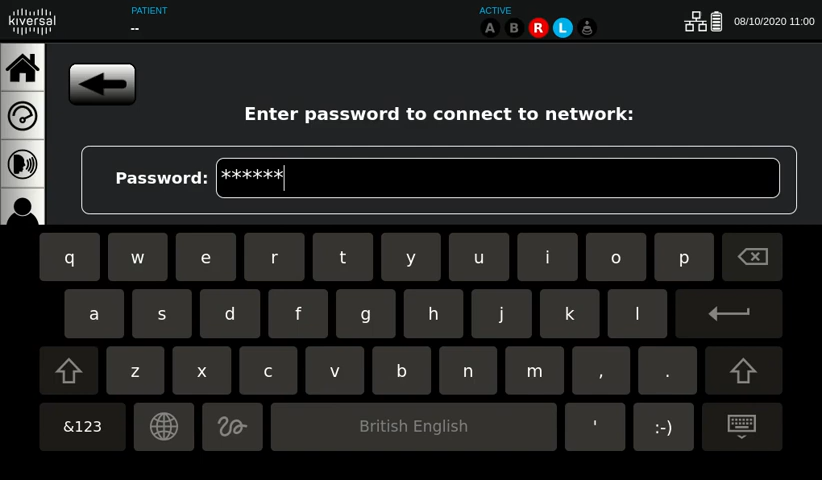 kiversal
PATIENT
--
ACTIVE
A B R L
08/10/2020 11:00
Enter password to connect to network:
Password: ******
q w e r t y u i o p
a s d f g h j k l
z x c v b n m , .
&123 British English ' :-)